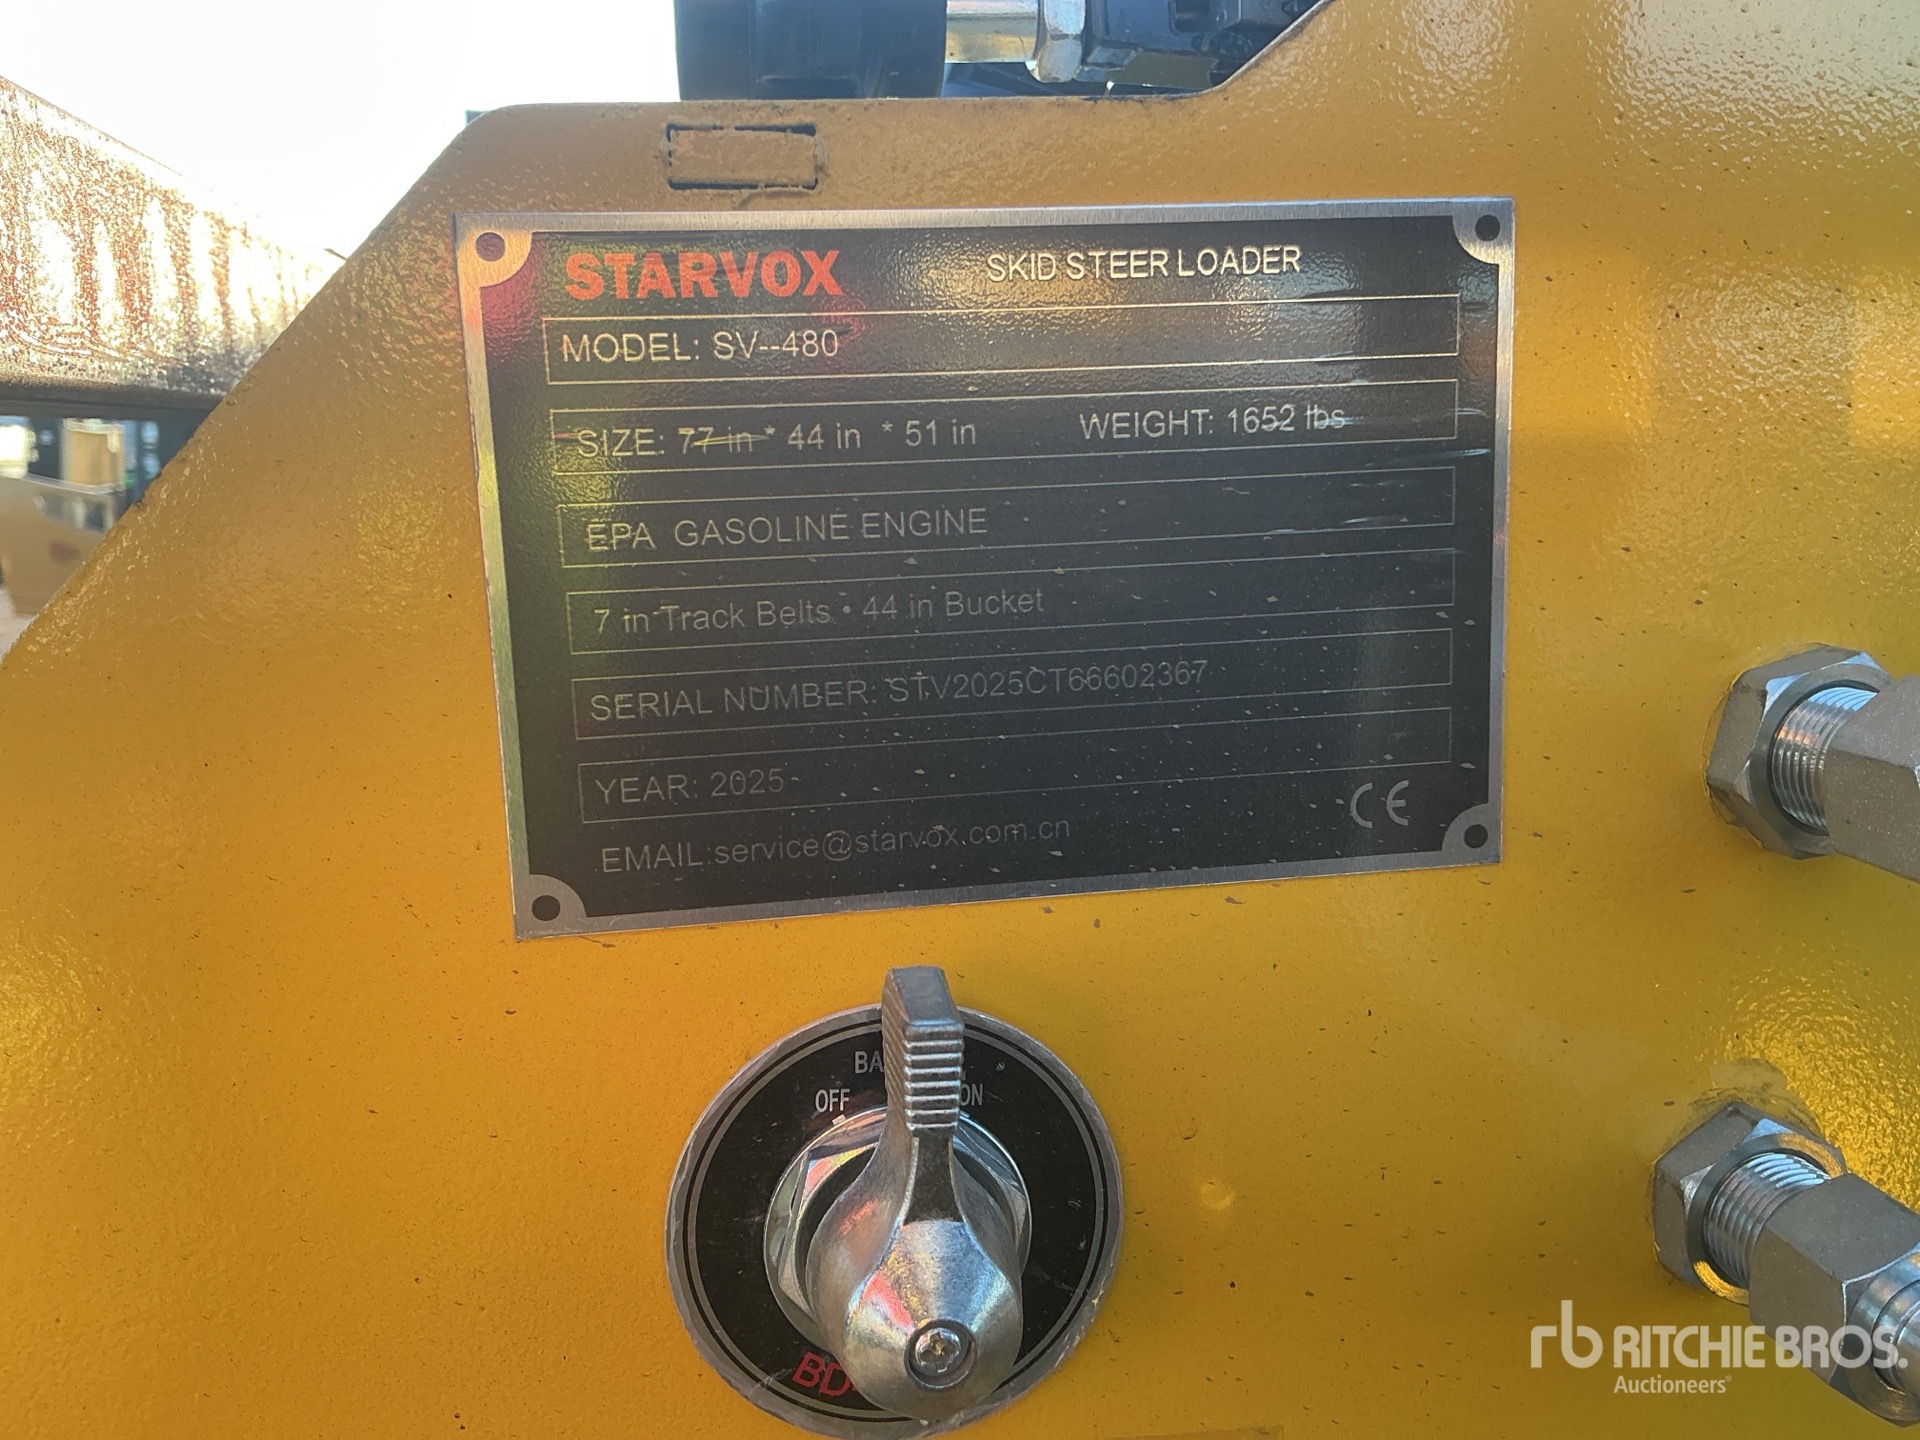 STARVOX SKID STEER LOADER
MODEL: SV--480
SIZE: 77 in * 44 in * 51 in WEIGHT: 1652 lbs
EPA GASOLINE ENGINE
7 in Track Belts • 44 in Bucket
SERIAL NUMBER: STV2025CT66602367
YEAR: 2025
EMAIL:service@starvox.com.cn
CE
OFF ON
rb RITCHIE BROS.
Auctioneers